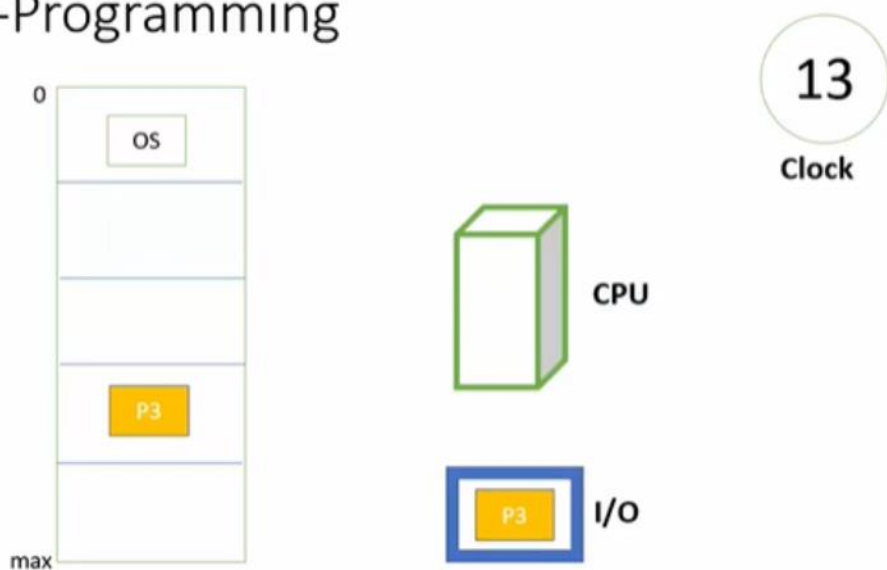 -Programming
13
Clock
0
OS
CPU
P3
P3
I/O
max